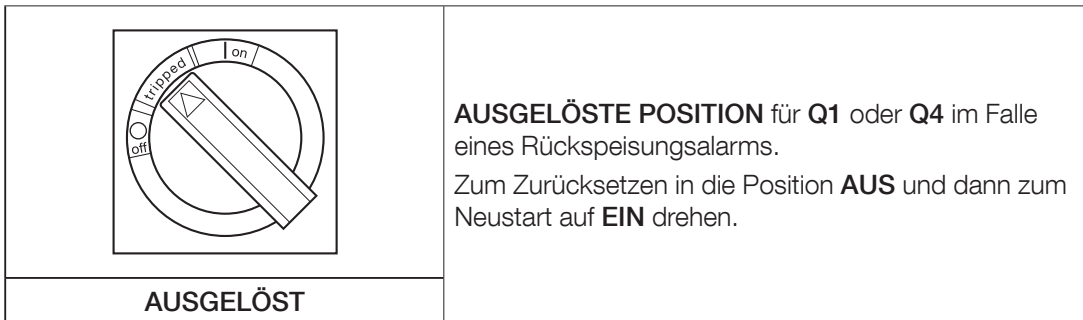 on
tripped
off
AUSGELÖST
AUSGELÖSTE POSITION für Q1 oder Q4 im Falle
eines Rückspeisungsalarms.
Zum Zurücksetzen in die Position AUS und dann zum
Neustart auf EIN drehen.